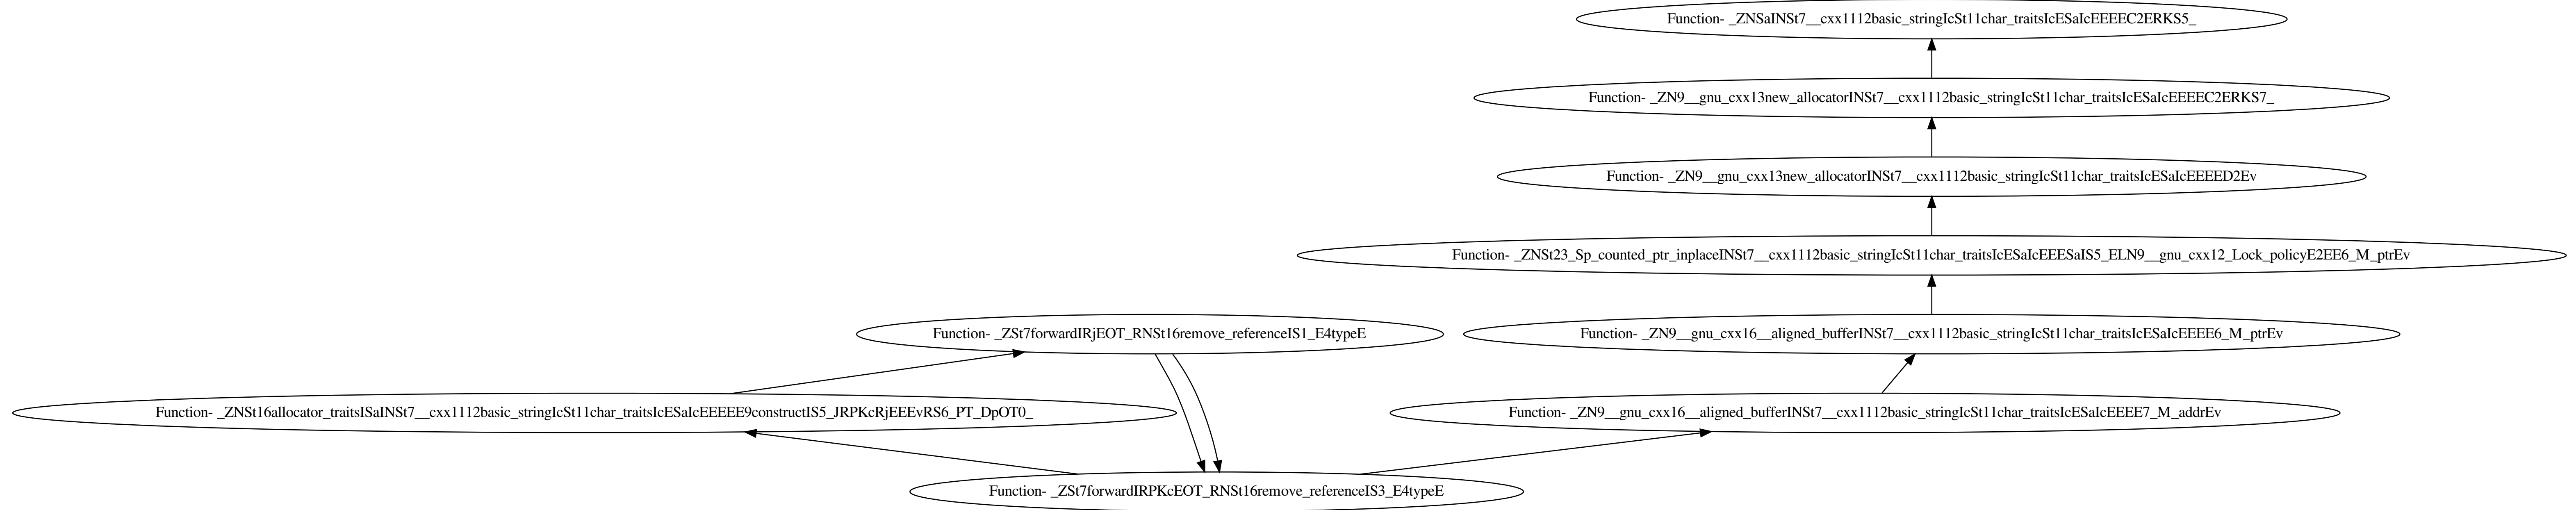 Function- _ZNSaINSt7__cxx1112basic_stringIcSt11char_traitsIcESaIcEEEEC2ERKS5_
Function- _ZN9__gnu_cxx13new_allocatorINSt7__cxx1112basic_stringIcSt11char_traitsIcESaIcEEEEC2ERKS7_
Function- _ZN9__gnu_cxx13new_allocatorINSt7__cxx1112basic_stringIcSt11char_traitsIcESaIcEEEED2Ev
Function- _ZNSt23_Sp_counted_ptr_inplaceINSt7__cxx1112basic_stringIcSt11char_traitsIcESaIcEEESaIS5_ELN9__gnu_cxx12_Lock_policyE2EE6_M_ptrEv
Function- _ZSt7forwardIRjEOT_RNSt16remove_referenceIS1_E4typeE
Function- _ZN9__gnu_cxx16__aligned_bufferINSt7__cxx1112basic_stringIcSt11char_traitsIcESaIcEEEE6_M_ptrEv
Function- _ZNSt16allocator_traitsISaINSt7__cxx1112basic_stringIcSt11char_traitsIcESaIcEEEEE9constructIS5_JRPKcRjEEEvRS6_PT_DpOT0_
Function- _ZN9__gnu_cxx16__aligned_bufferINSt7__cxx1112basic_stringIcSt11char_traitsIcESaIcEEEE7_M_addrEv
Function- _ZSt7forwardIRPKcEOT_RNSt16remove_referenceIS3_E4typeE